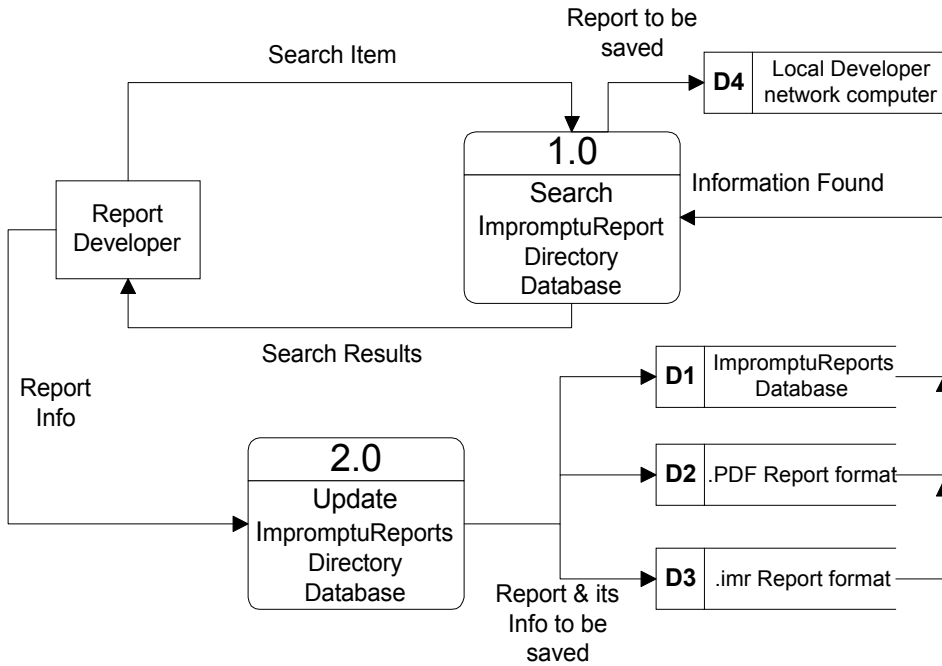 Report to be
saved
Search Item
D4
Local Developer
network computer
1.0
Search
ImpromptuReport
Directory
Database
Information Found
Report
Developer
Search Results
Report
Info
D1
ImpromptuReports
Database
2.0
Update
ImpromptuReports
Directory
Database
D2
.PDF Report format
D3
.imr Report format
Report & its
Info to be
saved